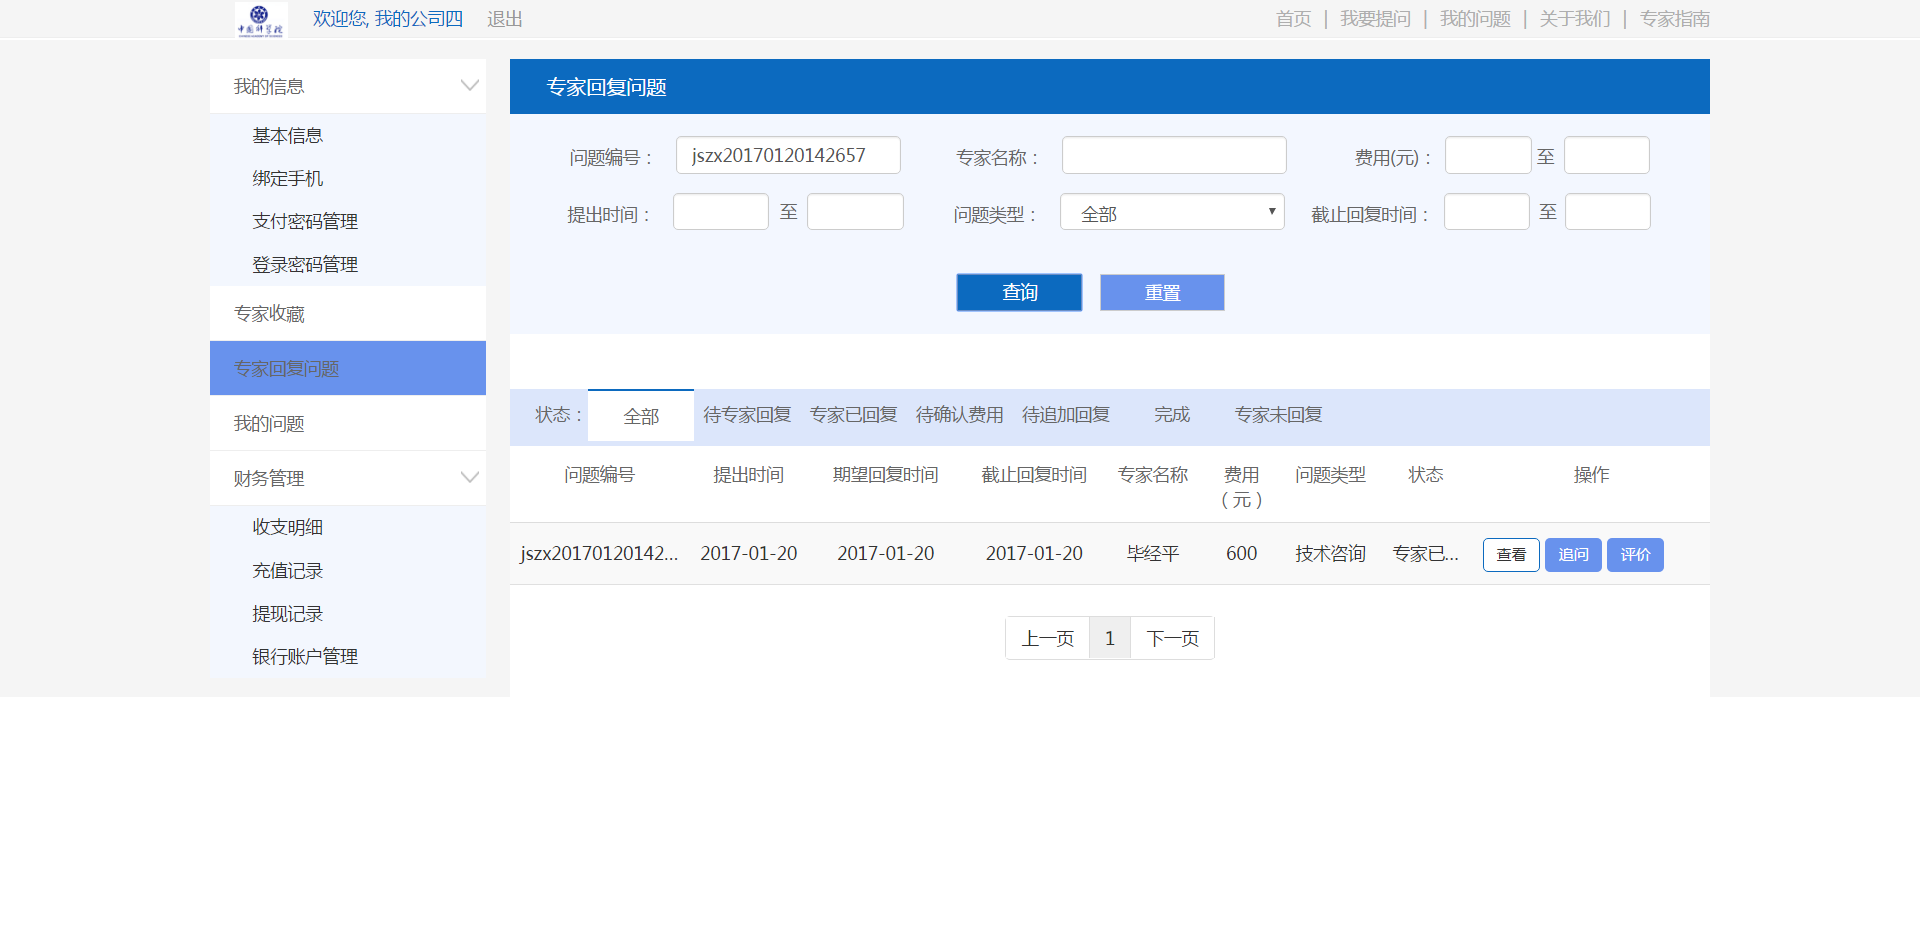 中国科学院
欢迎您, 我的公司四 退出
首页 | 我要提问 | 我的问题 | 关于我们 | 专家指南
我的信息
基本信息
绑定手机
支付密码管理
登录密码管理
专家收藏
专家回复问题
我的问题
财务管理
收支明细
充值记录
提现记录
银行账户管理
专家回复问题
问题编号： jszx20170120142657 专家名称： 费用(元)： 至
提出时间： 至 问题类型： 全部 截止回复时间： 至
查询 重置
状态： 全部 待专家回复 专家已回复 待确认费用 待追加回复 完成 专家未回复
问题编号 提出时间 期望回复时间 截止回复时间 专家名称 费用（元） 问题类型 状态 操作
jszx20170120142... 2017-01-20 2017-01-20 2017-01-20 毕经平 600 技术咨询 专家已... 查看 追问 评价
上一页 1 下一页